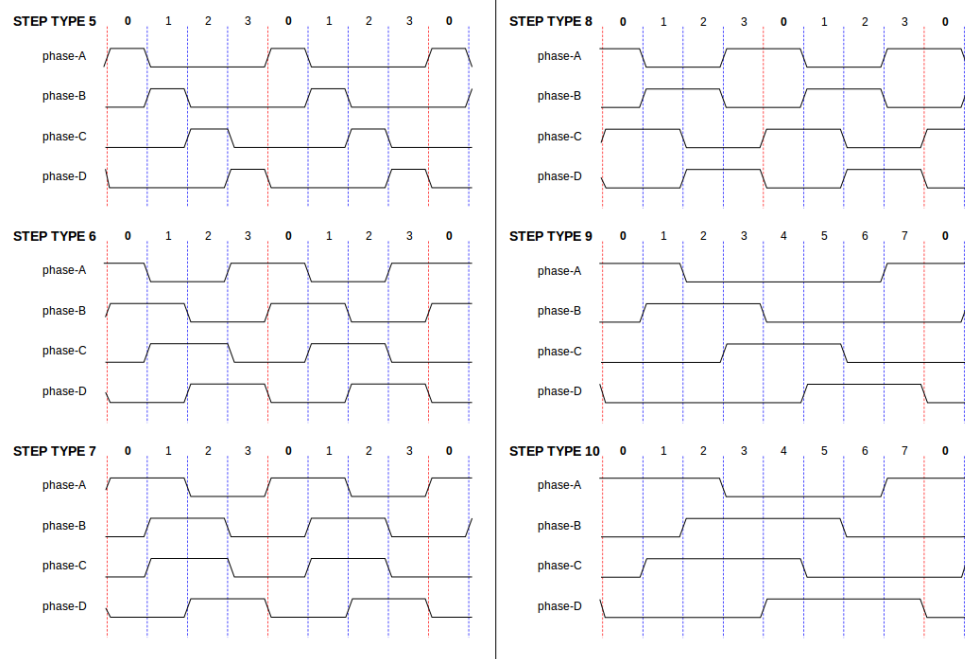 STEP TYPE 5 0 1 2 3 0 1 2 3 0
phase-A
phase-B
phase-C
phase-D
STEP TYPE 6 0 1 2 3 0 1 2 3 0
phase-A
phase-B
phase-C
phase-D
STEP TYPE 7 0 1 2 3 0 1 2 3 0
phase-A
phase-B
phase-C
phase-D
STEP TYPE 8 0 1 2 3 0 1 2 3 0
phase-A
phase-B
phase-C
phase-D
STEP TYPE 9 0 1 2 3 4 5 6 7 0
phase-A
phase-B
phase-C
phase-D
STEP TYPE 10 0 1 2 3 4 5 6 7 0
phase-A
phase-B
phase-C
phase-D